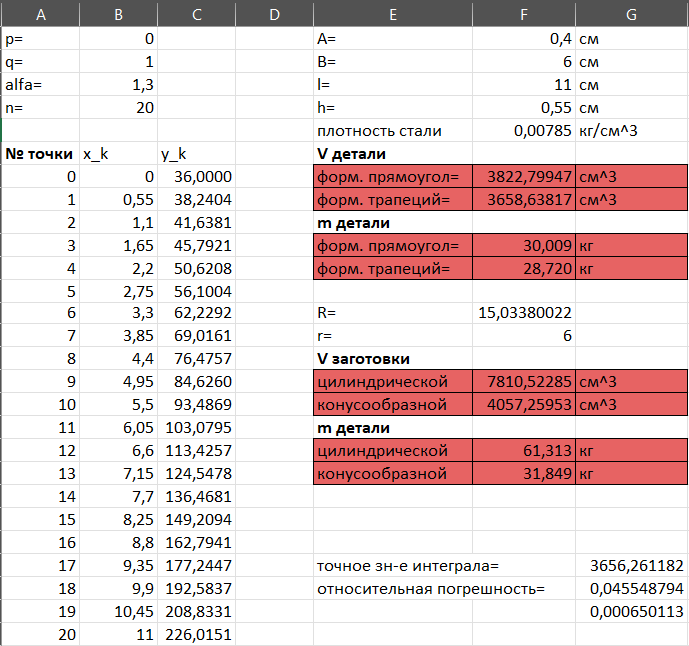 A B C D E F G
p= 0 A= 0,4 см
q= 1 B= 6 см
alfa= 1,3 l= 11 см
n= 20 h= 0,55 см
плотность стали 0,00785 кг/см^3
№ точки x_k y_k V детали
0 0 36,0000 форм. прямоугол= 3822,79947 см^3
1 0,55 38,2404 форм. трапеций= 3658,63817 см^3
2 1,1 41,6381 m детали
3 1,65 45,7921 форм. прямоугол= 30,009 кг
4 2,2 50,6208 форм. трапеций= 28,720 кг
5 2,75 56,1004
6 3,3 62,2292 R= 15,03380022
7 3,85 69,0161 r= 6
8 4,4 76,4757 V заготовки
9 4,95 84,6260 цилиндрической 7810,52285 см^3
10 5,5 93,4869 конусообразной 4057,25953 см^3
11 6,05 103,0795 m детали
12 6,6 113,4257 цилиндрической 61,313 кг
13 7,15 124,5478 конусообразной 31,849 кг
14 7,7 136,4681
15 8,25 149,2094
16 8,8 162,7941
17 9,35 177,2447 точное зн-е интеграла= 3656,261182
18 9,9 192,5837 относительная погрешность= 0,045548794
19 10,45 208,8331 0,000650113
20 11 226,0151